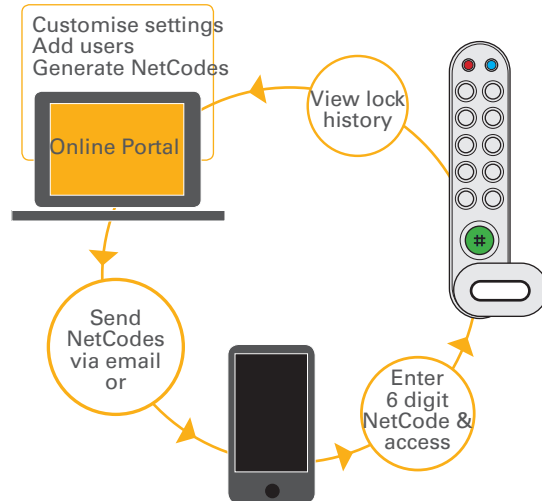 Customise settings
Add users
Generate NetCodes
Online Portal
View lock
history
Send
NetCodes
via email
or
Enter
6 digit
NetCode &
access
#